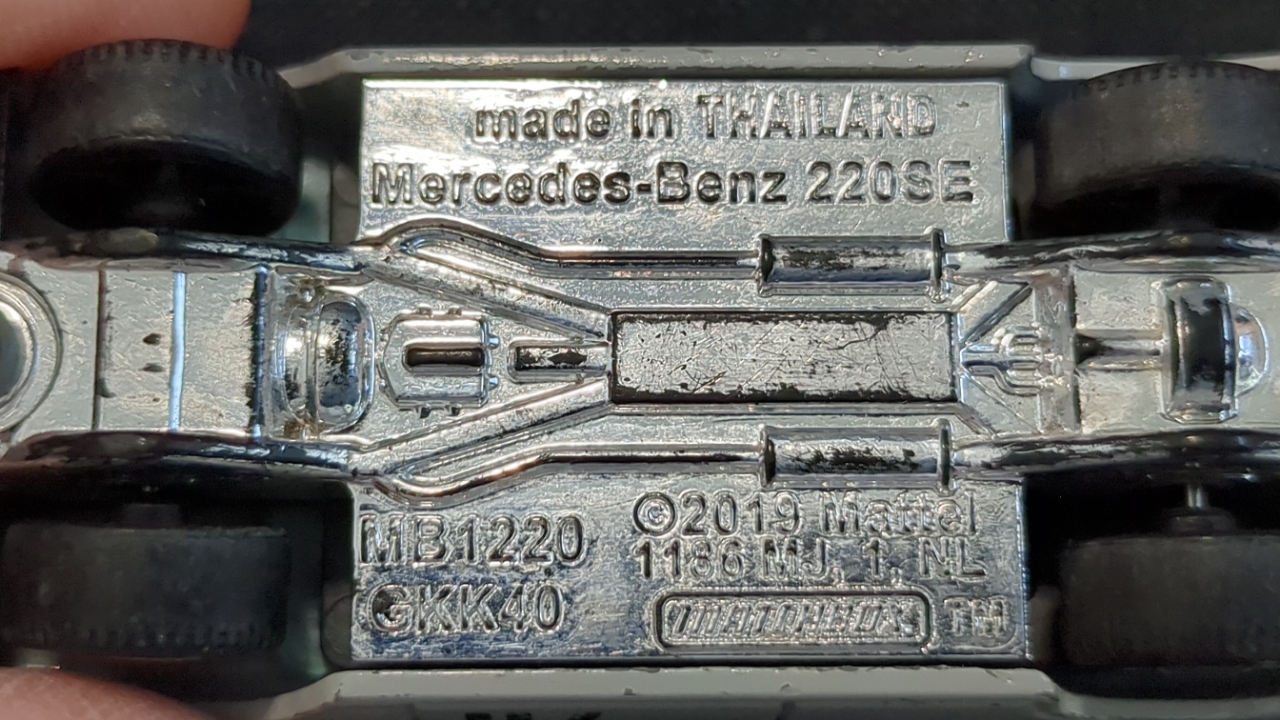 made in THAILAND
Mercedes-Benz 220SE
MB1220
GKK40
©2019 Mattel
1186 MJ, 1, NL
MATCHBOX TM